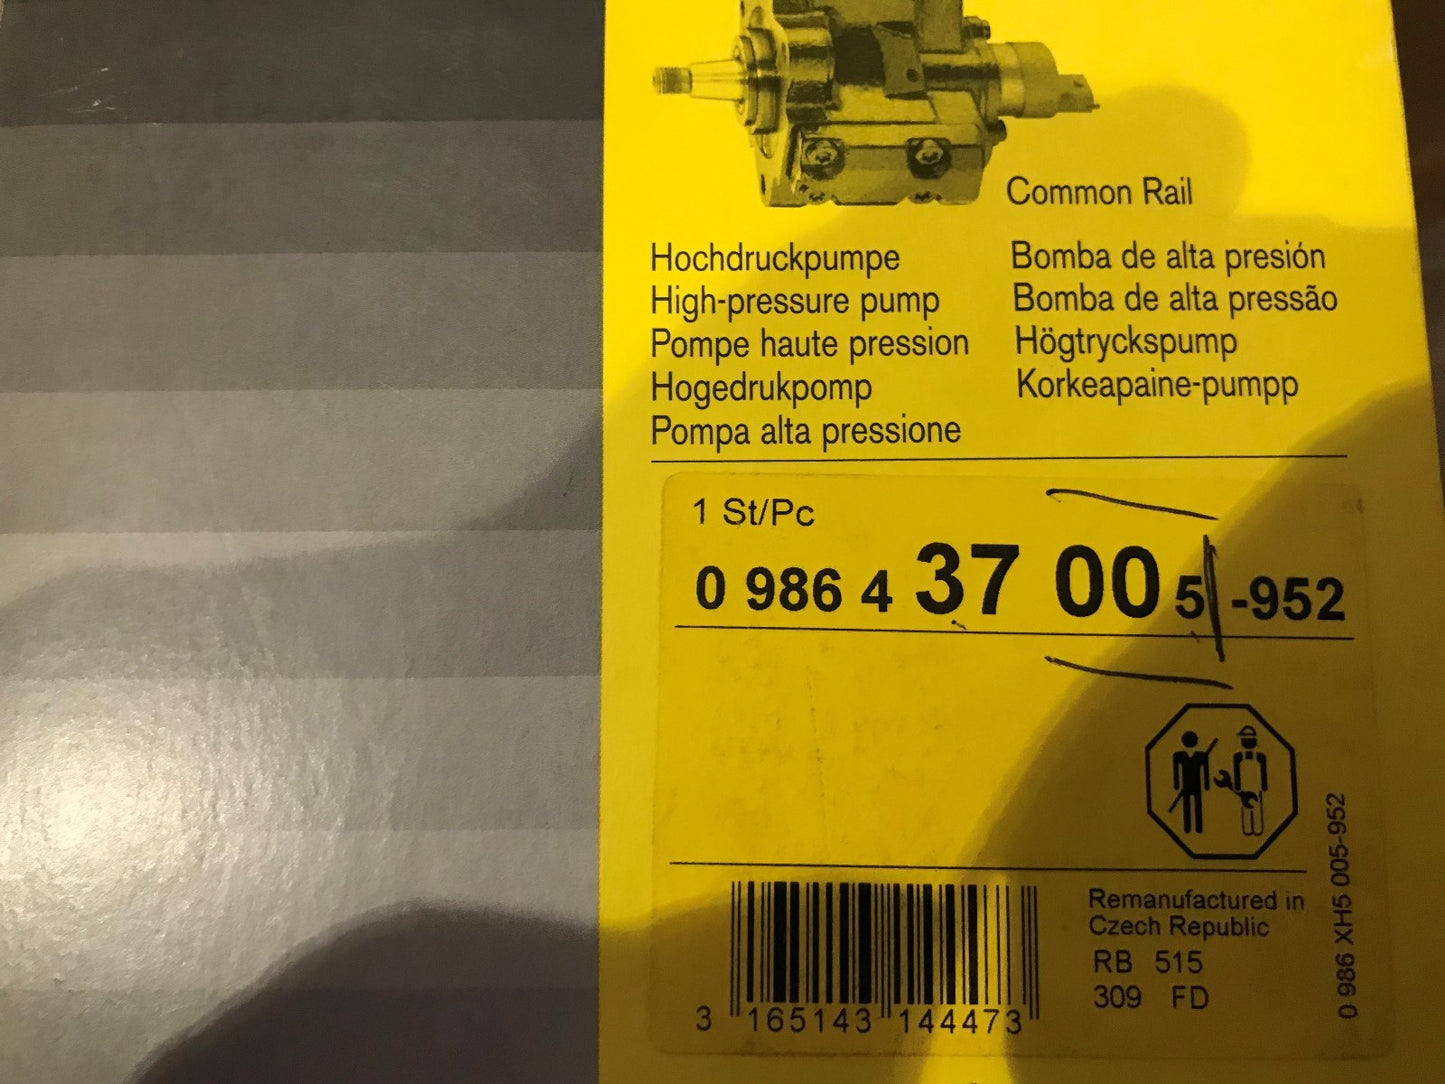 Common Rail
Hochdruckpumpe
High-pressure pump
Pompe haute pression
Hogedrukpomp
Pompa alta pressione
Bomba de alta presión
Bomba de alta pressão
Högtryckspump
Korkeapaine-pumpp
1 St/Pc
0 986 4 37 00 5 -952
Remanufactured in
Czech Republic
RB 515
309 FD
0 986 XH5 005-952
3 165143 144473